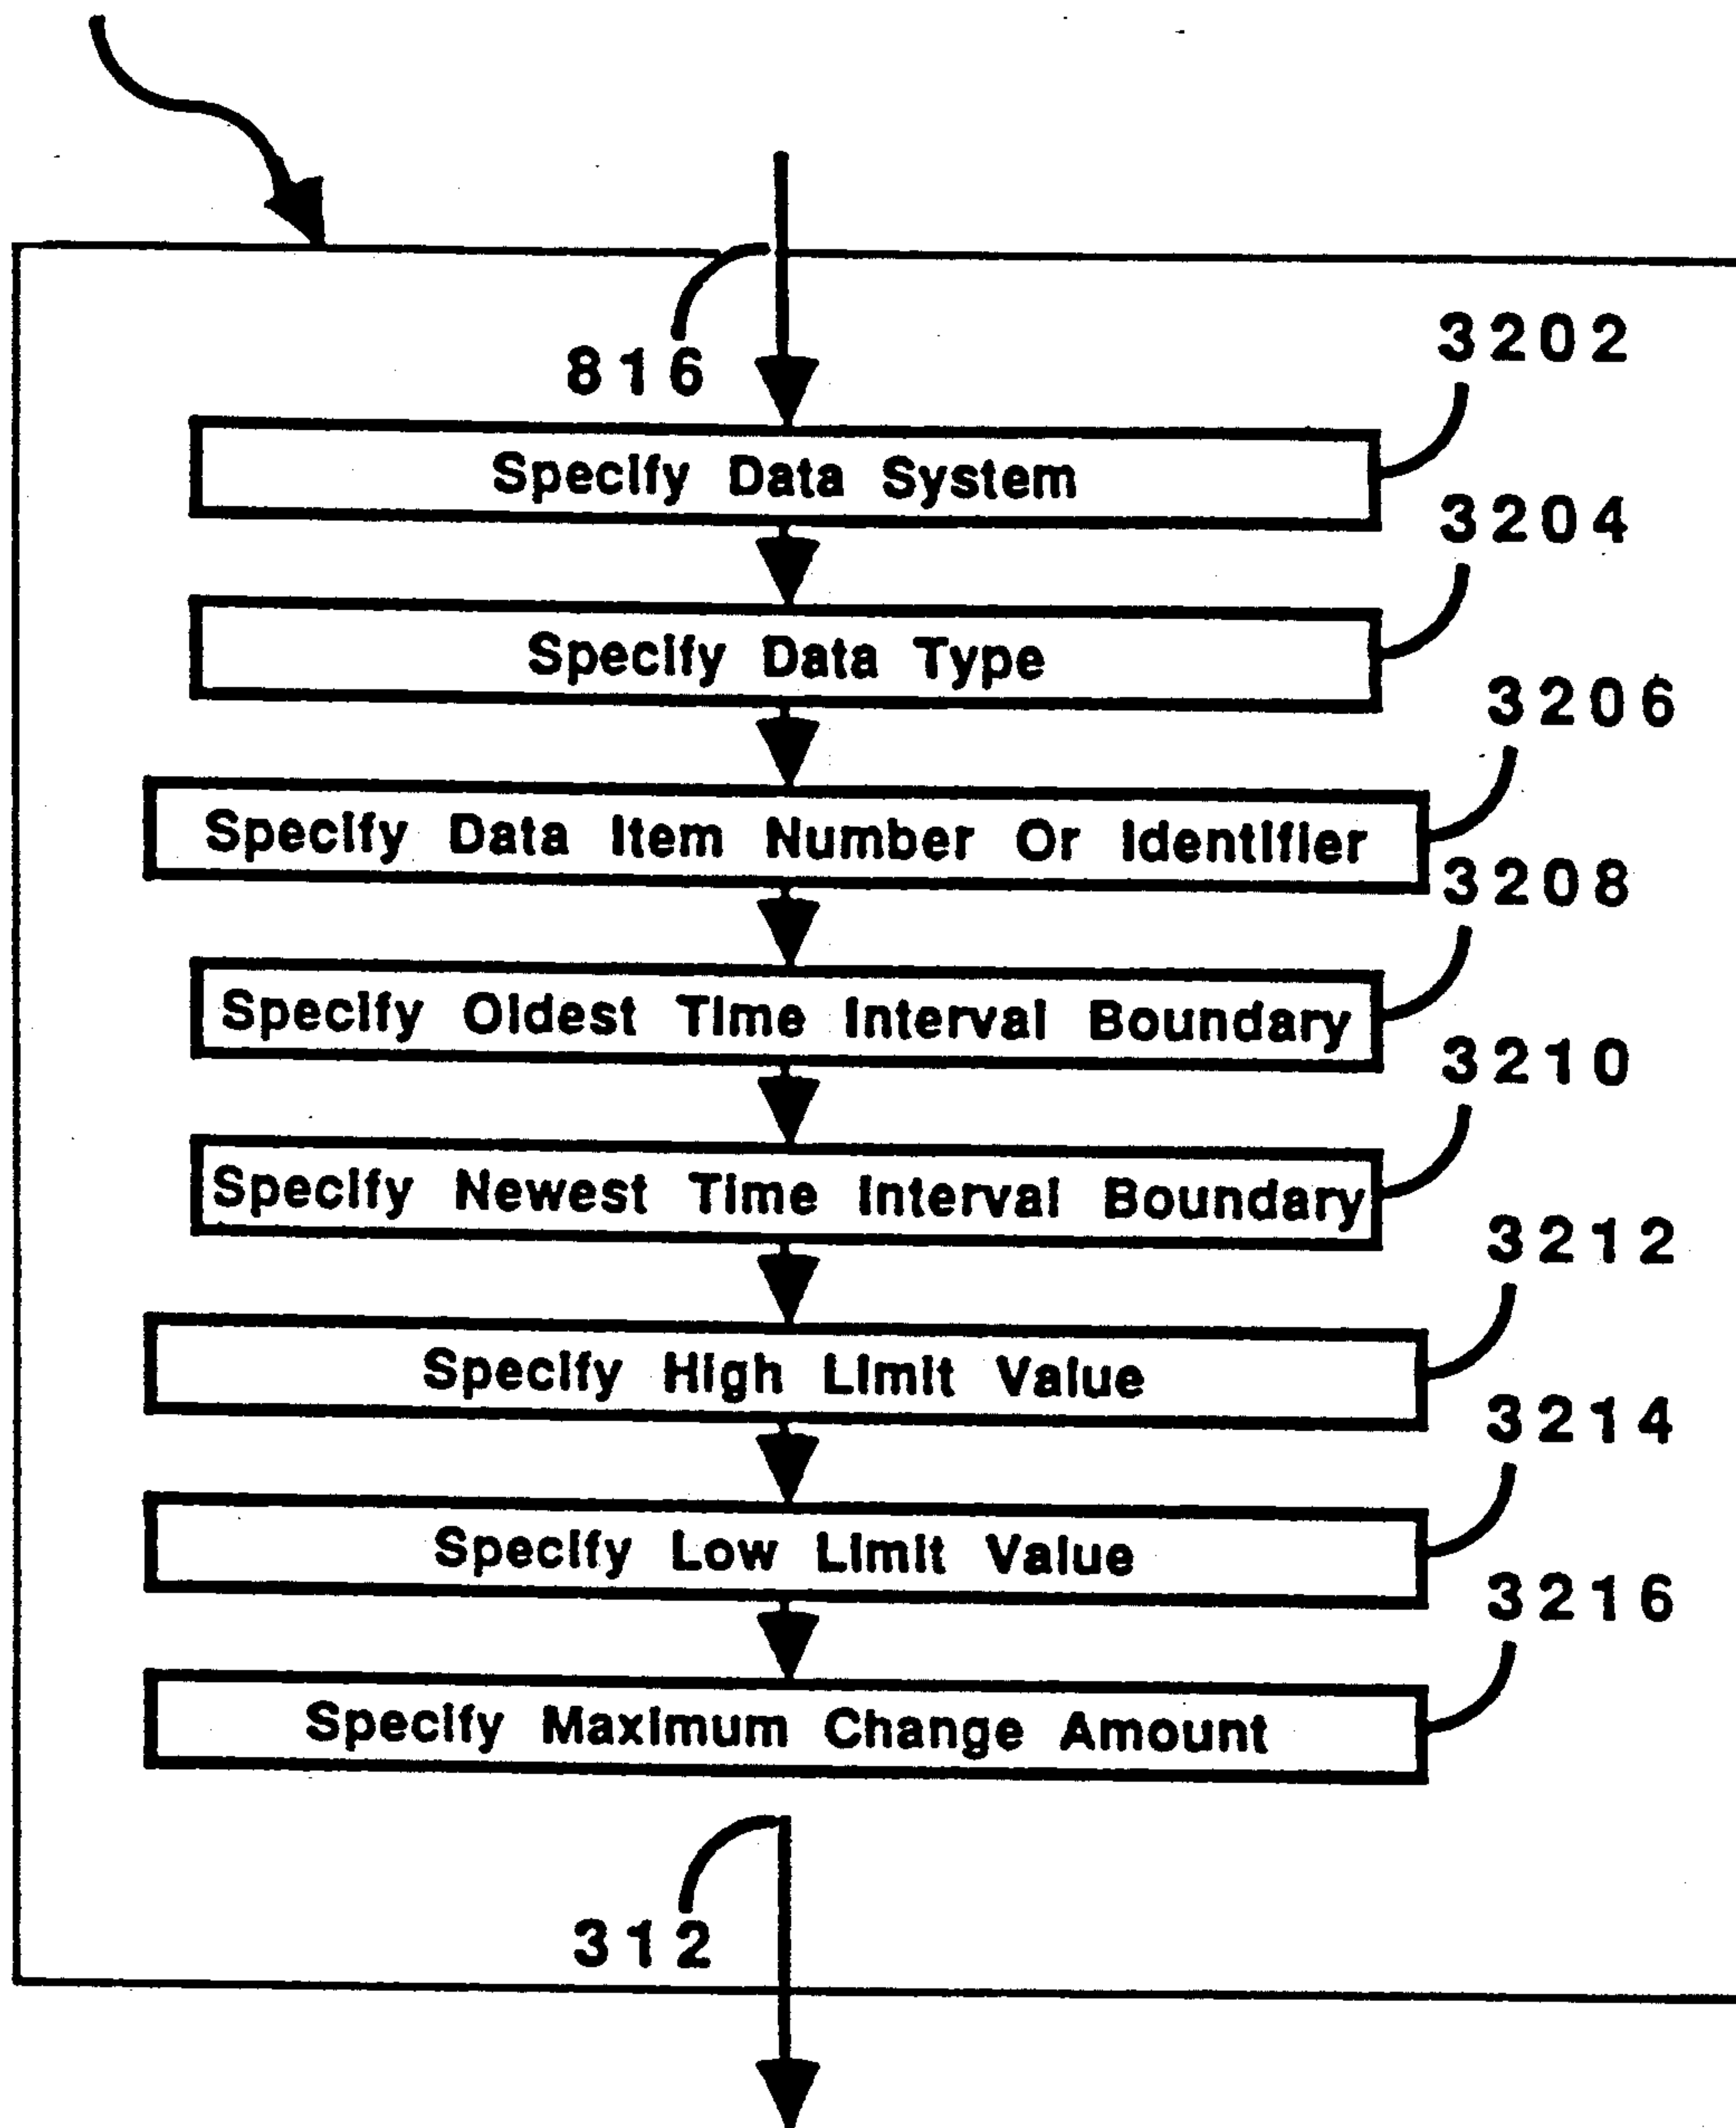 816
3202
Specify Data System
3204
Specify Data Type
3206
Specify Data Item Number Or Identifier
3208
Specify Oldest Time Interval Boundary
3210
Specify Newest Time Interval Boundary
3212
Specify High Limit Value
3214
Specify Low Limit Value
3216
Specify Maximum Change Amount
312